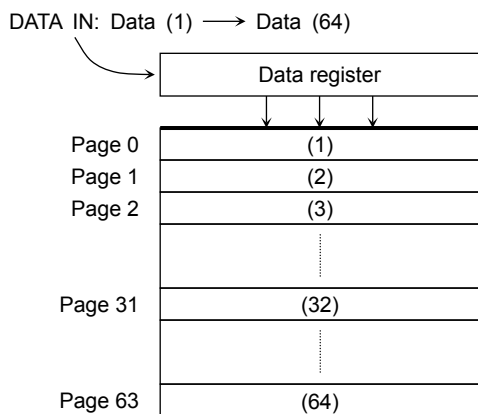 DATA IN: Data (1) → Data (64)
Data register
Page 0 (1)
Page 1 (2)
Page 2 (3)
Page 31 (32)
Page 63 (64)